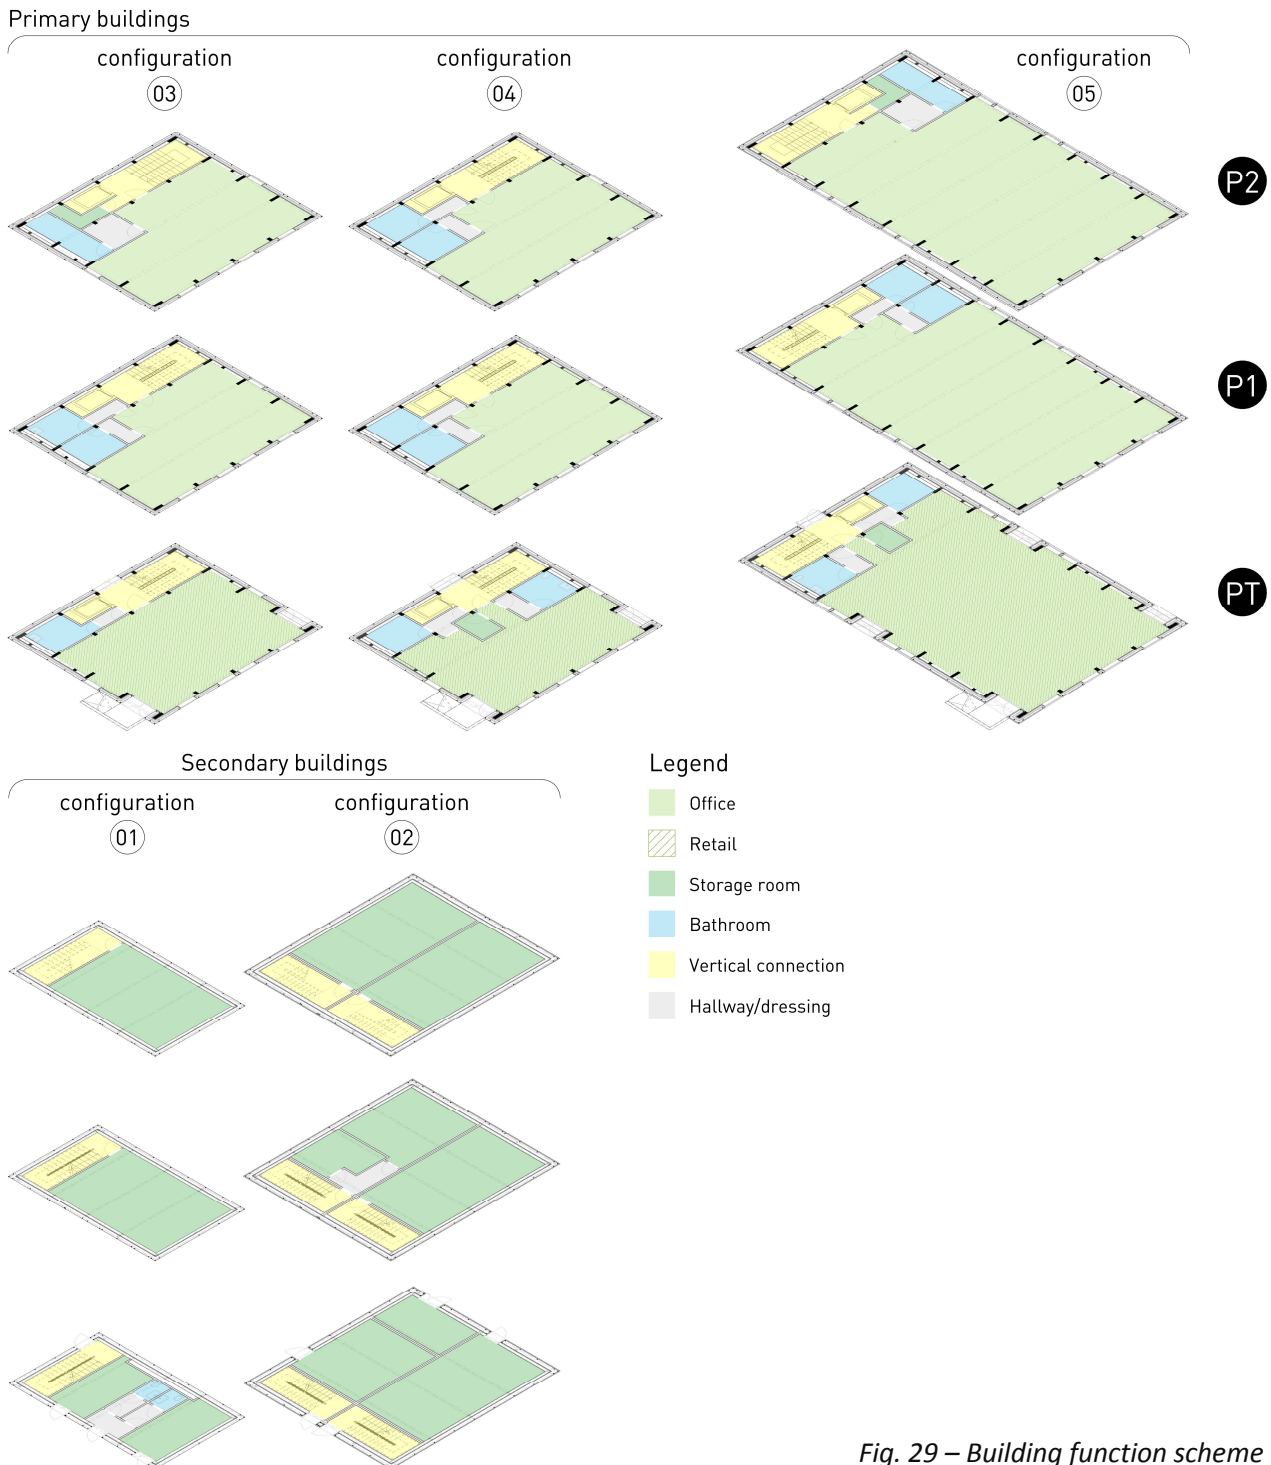 Primary buildings
configuration
03
configuration
04
configuration
05
P2
P1
PT
Secondary buildings
configuration
01
configuration
02
Legend
Office
Retail
Storage room
Bathroom
Vertical connection
Hallway/dressing
Fig. 29 – Building function scheme